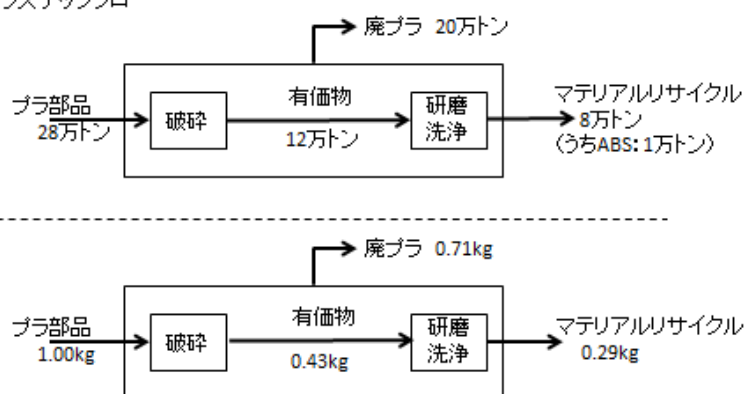 廃プラ 20万トン
プラ部品
28万トン
破砕
有価物
12万トン
研磨
洗浄
マテリアルリサイクル
8万トン
(うちABS: 1万トン)
廃プラ 0.71kg
プラ部品
1.00kg
破砕
有価物
0.43kg
研磨
洗浄
マテリアルリサイクル
0.29kg